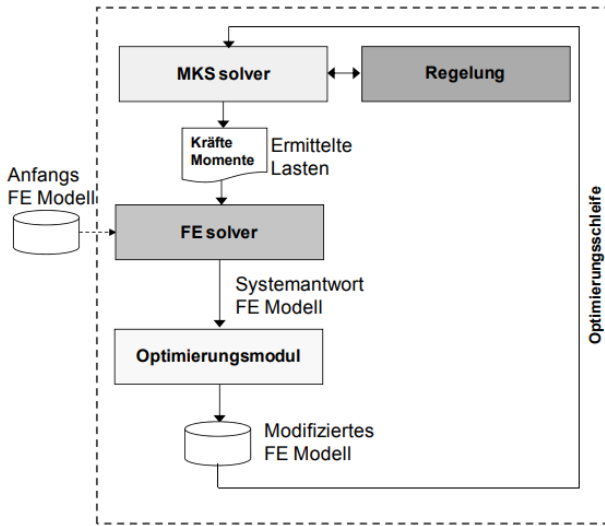 MKS solver
Regelung
Kräfte
Momente
Ermittelte
Lasten
Anfangs
FE Modell
FE solver
Systemantwort
FE Modell
Optimierungsmodul
Modifiziertes
FE Modell
Optimierungsschleife